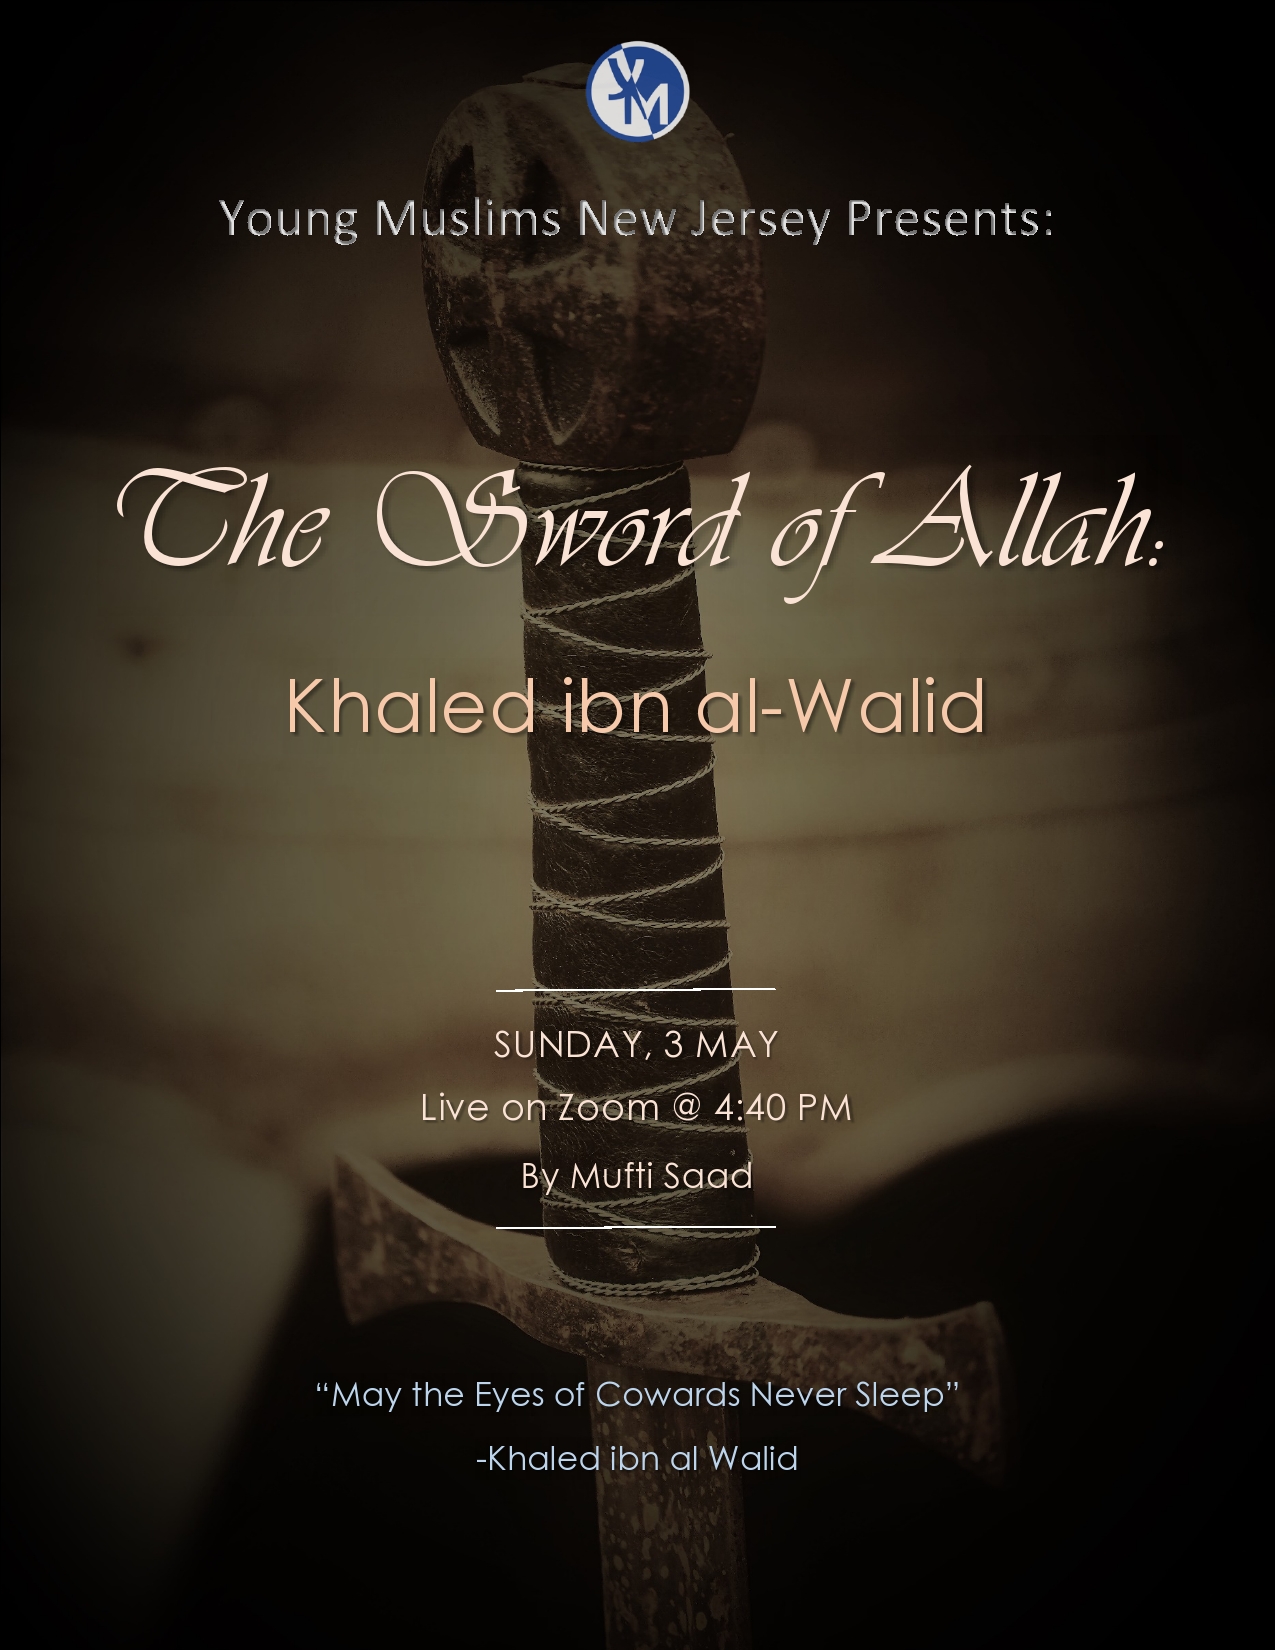 YM
Young Muslims New Jersey Presents:
The Sword of Allah:
Khaled ibn al-Walid
SUNDAY, 3 MAY
Live on Zoom @ 4:40 PM
By Mufti Saad
“May the Eyes of Cowards Never Sleep”
-Khaled ibn al Walid